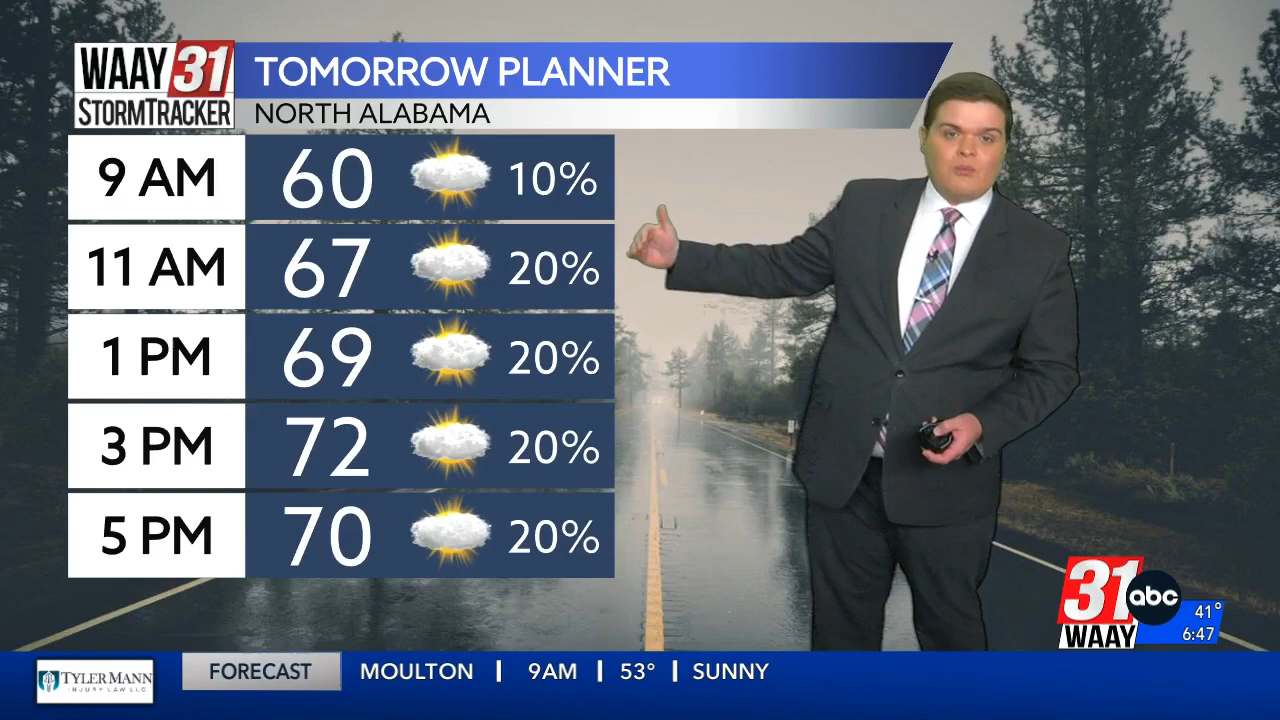 WAAY 31
STORMTRACKER
TOMORROW PLANNER
NORTH ALABAMA
9 AM 60 10%
11 AM 67 20%
1 PM 69 20%
3 PM 72 20%
5 PM 70 20%
31 abc
WAAY
41°
6:47
TYLER MANN
INJURY LAW LLC
FORECAST MOULTON | 9AM | 53° | SUNNY